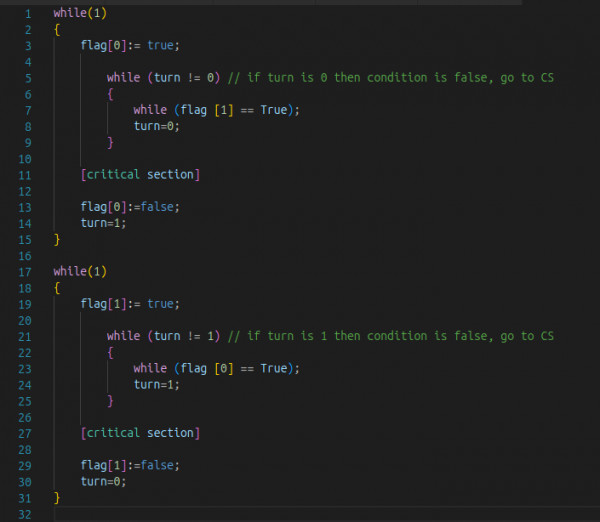 1 while(1)
2 {
3 flag[0]:= true;
4
5 while (turn != 0) // if turn is 0 then condition is false, go to CS
6 {
7 while (flag [1] == True);
8 turn=0;
9 }
10
11 [critical section]
12
13 flag[0]:=false;
14 turn=1;
15 }
16
17 while(1)
18 {
19 flag[1]:= true;
20
21 while (turn != 1) // if turn is 1 then condition is false, go to CS
22 {
23 while (flag [0] == True);
24 turn=1;
25 }
26
27 [critical section]
28
29 flag[1]:=false;
30 turn=0;
31 }
32